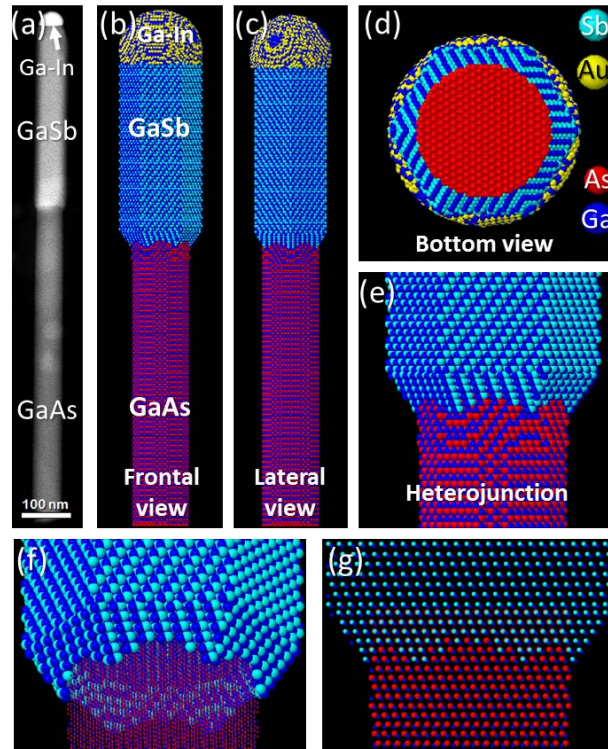 (a)
Ga-In
GaSb
GaAs
100 nm
(b)
Ga-In
GaSb
GaAs
Frontal
view
(c)
Lateral
view
(d)
Sb
Au
As
Ga
Bottom view
(e)
Heterojunction
(f)
(g)